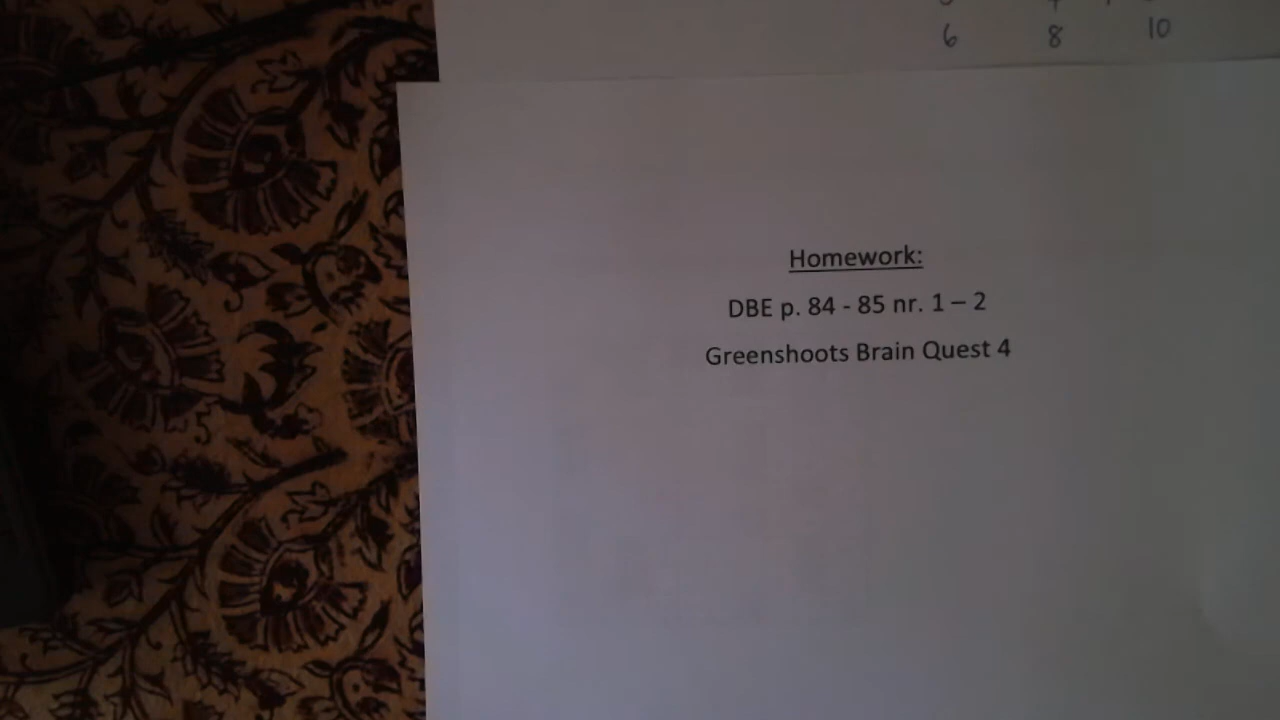 6 8 10
Homework:
DBE p. 84 - 85 nr. 1 – 2
Greenshoots Brain Quest 4